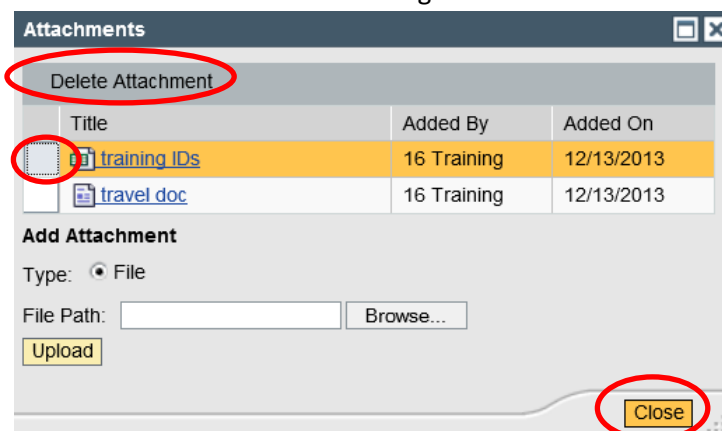 Attachments
Delete Attachment
Title Added By Added On
training IDs 16 Training 12/13/2013
travel doc 16 Training 12/13/2013
Add Attachment
Type: File
File Path: Browse...
Upload
Close